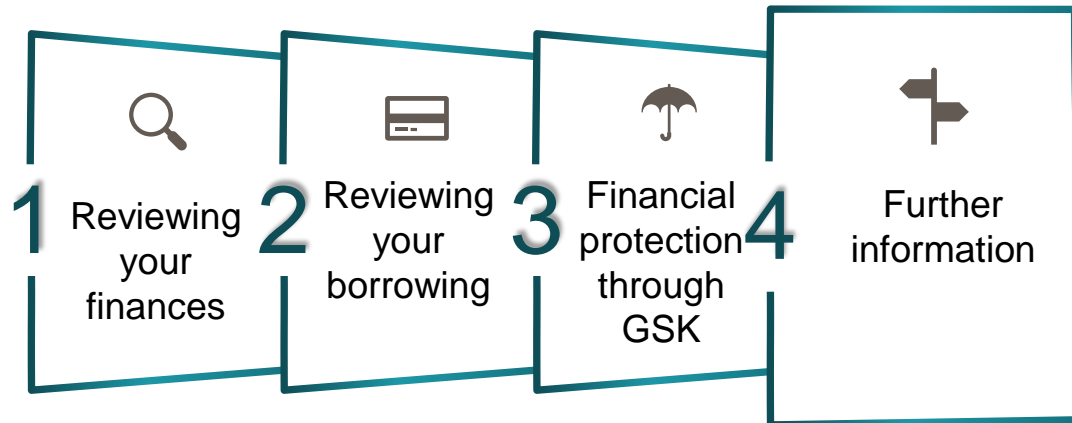 1
Reviewing
your
finances
2
Reviewing
your
borrowing
3
Financial
protection
through
GSK
4
Further
information